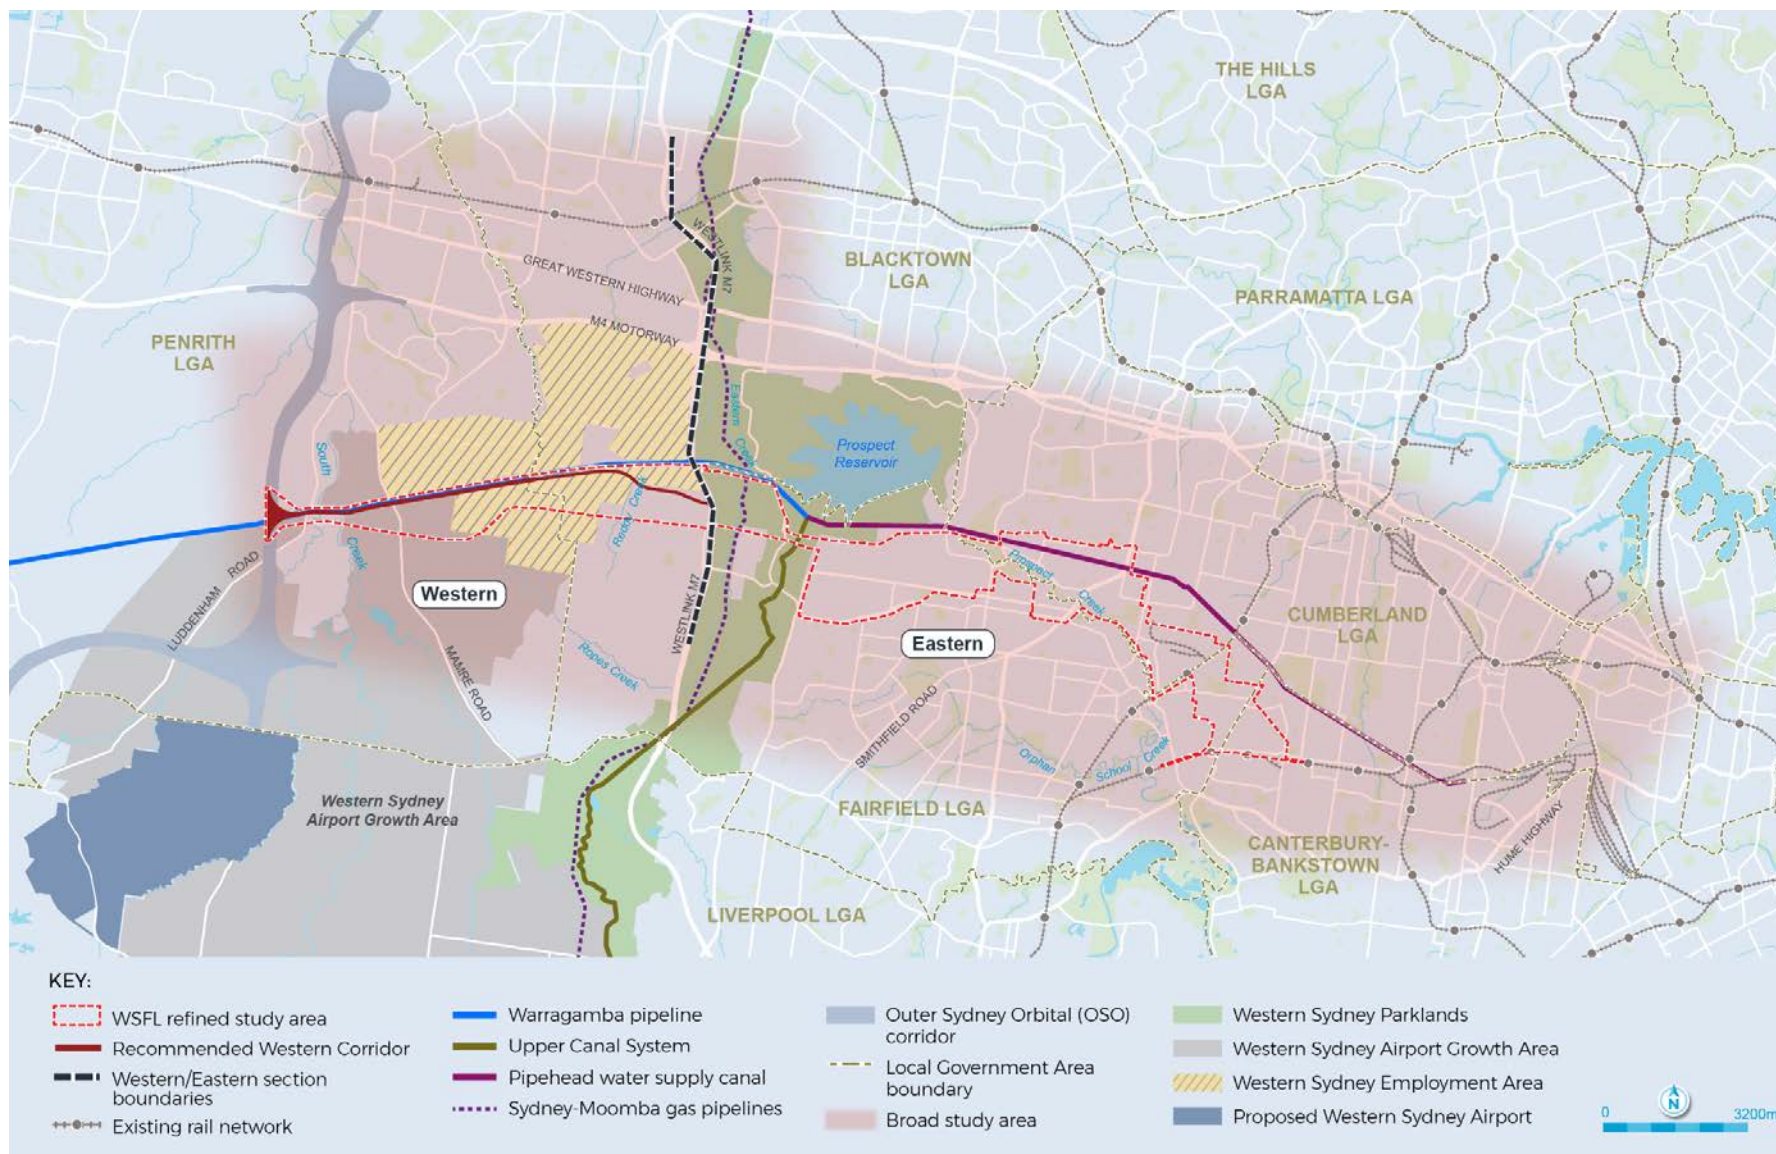 THE HILLS
LGA
BLACKTOWN
LGA
PARRAMATTA LGA
PENRITH
LGA
WESTLINK M7
GREAT WESTERN HIGHWAY
M4 MOTORWAY
Eastern Creek
Prospect
Reservoir
South
Creek
Reedy Creek
LUDDENHAM ROAD
Western
MAMRE ROAD
Ropes Creek
WESTLINK M7
Prospect
Creek
Eastern
CUMBERLAND
LGA
SMITHFIELD ROAD
Orphan
School Creek
Western Sydney
Airport Growth Area
FAIRFIELD LGA
CANTERBURY-
BANKSTOWN
LGA
HUME HIGHWAY
LIVERPOOL LGA
KEY:
WSFL refined study area
Recommended Western Corridor
Western/Eastern section
boundaries
Existing rail network
Warragamba pipeline
Upper Canal System
Pipehead water supply canal
Sydney-Moomba gas pipelines
Outer Sydney Orbital (OSO)
corridor
Local Government Area
boundary
Broad study area
Western Sydney Parklands
Western Sydney Airport Growth Area
Western Sydney Employment Area
Proposed Western Sydney Airport
N
0 3200m